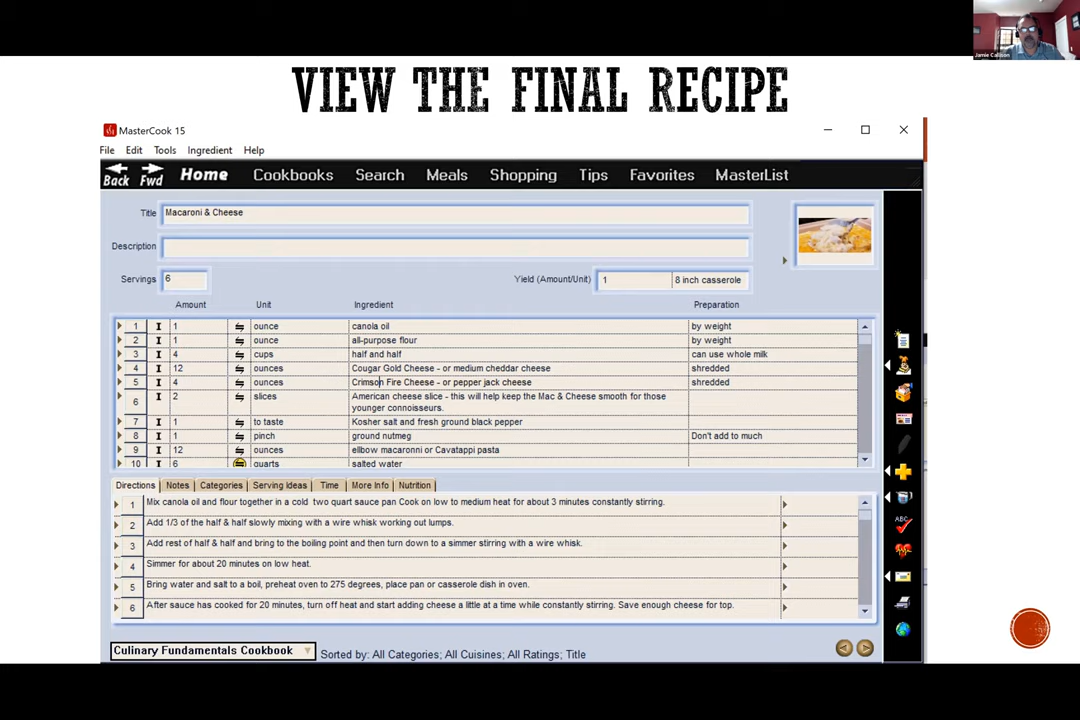 Jamie Callison
VIEW THE FINAL RECIPE
MasterCook 15
File Edit Tools Ingredient Help
Back Fwd Home Cookbooks Search Meals Shopping Tips Favorites MasterList
Title Macaroni & Cheese
Description
Servings 6 Yield (Amount/Unit) 1 8 inch casserole
Amount Unit Ingredient Preparation
1 I 1 ounce canola oil by weight
2 I 1 ounce all-purpose flour by weight
3 I 4 cups half and half can use whole milk
4 I 12 ounces Cougar Gold Cheese - or medium cheddar cheese shredded
5 I 4 ounces Crimson Fire Cheese - or pepper jack cheese shredded
6 I 2 slices American cheese slice - this will help keep the Mac & Cheese smooth for those
younger connoisseurs.
7 I 1 to taste Kosher salt and fresh ground black pepper
8 I 1 pinch ground nutmeg Don't add to much
9 I 12 ounces ellbow macaronni or Cavatappi pasta
10 I 6 quarts salted water
Directions Notes Categories Serving Ideas Time More Info Nutrition
1 Mix canola oil and flour together in a cold two quart sauce pan Cook on low to medium heat for about 3 minutes constantly stirring.
2 Add 1/3 of the half & half slowly mixing with a wire whisk working out lumps.
3 Add rest of half & half and bring to the boiling point and then turn down to a simmer stirring with a wire whisk.
4 Simmer for about 20 minutes on low heat.
5 Bring water and salt to a boil, preheat oven to 275 degrees, place pan or casserole dish in oven.
6 After sauce has cooked for 20 minutes, turn off heat and start adding cheese a little at a time while constantly stirring. Save enough cheese for top.
ABC
Culinary Fundamentals Cookbook Sorted by: All Categories; All Cuisines; All Ratings; Title